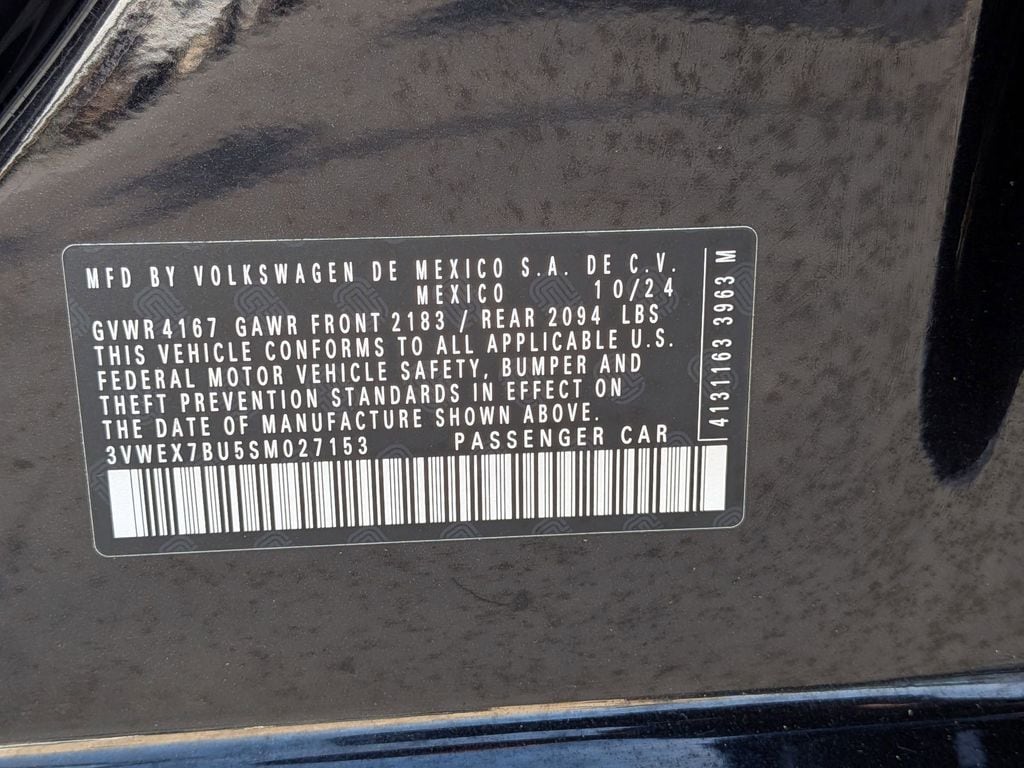 MFD BY VOLKSWAGEN DE MEXICO S.A. DE C.V.
MEXICO 10/24
GVWR 4167 GAWR FRONT 2183 / REAR 2094 LBS
THIS VEHICLE CONFORMS TO ALL APPLICABLE U.S.
FEDERAL MOTOR VEHICLE SAFETY, BUMPER AND
THEFT PREVENTION STANDARDS IN EFFECT ON
THE DATE OF MANUFACTURE SHOWN ABOVE.
3VWEX7BU5SM027153 PASSENGER CAR
4131163 3963 M